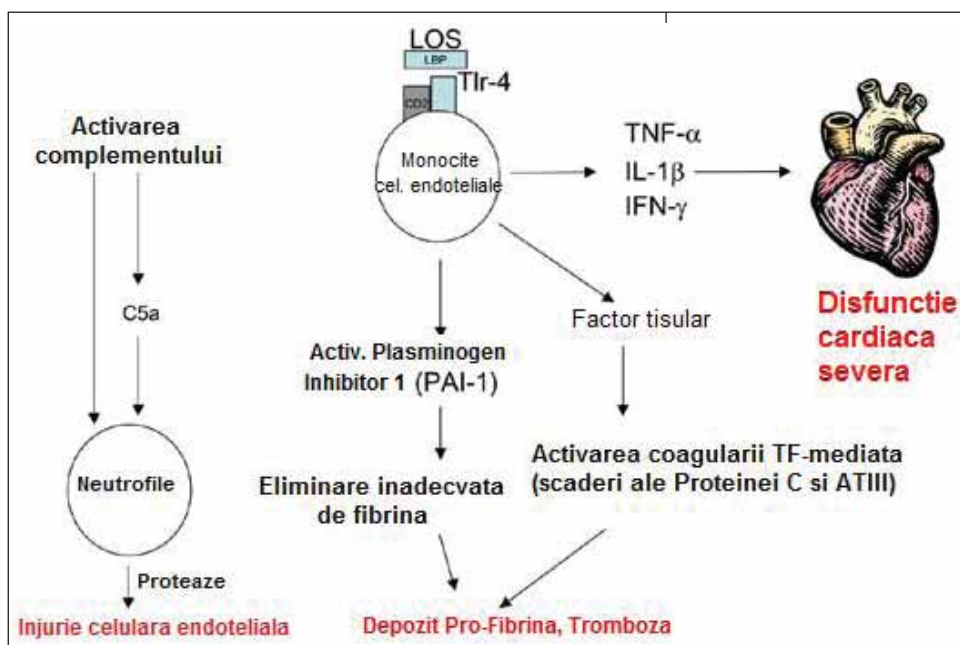 LOS
LBP
Tlr-4
CD2
Monocite
cel. endoteliale
TNF-α
IL-1β
IFN-γ
Disfunctie
cardiaca
severa
Activarea
complementului
C5a
Neutrofile
Proteaze
Injurie celulara endoteliala
Activ. Plasminogen
Inhibitor 1 (PAI-1)
Eliminare inadecvata
de fibrina
Factor tisular
Activarea coagularii TF-mediata
(scaderi ale Proteinei C si ATIII)
Depozit Pro-Fibrina, Tromboza